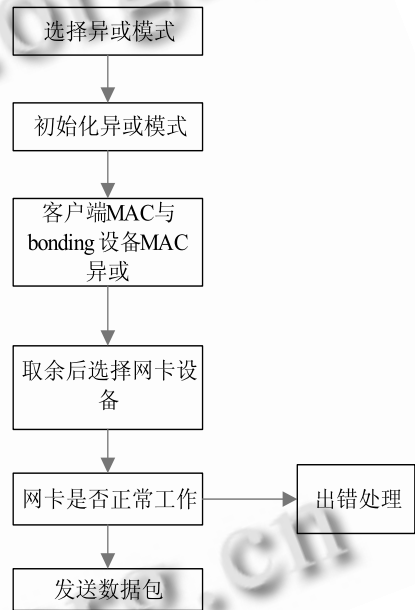 选择异或模式
初始化异或模式
客户端MAC与
bonding 设备MAC
异或
取余后选择网卡设
备
网卡是否正常工作
出错处理
发送数据包